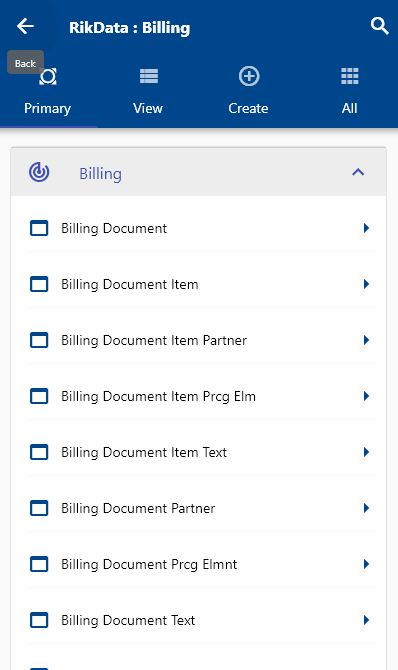 RikData : Billing
Back
Primary
View
Create
All
Billing
Billing Document
Billing Document Item
Billing Document Item Partner
Billing Document Item Prcg Elm
Billing Document Item Text
Billing Document Partner
Billing Document Prcg Elmnt
Billing Document Text